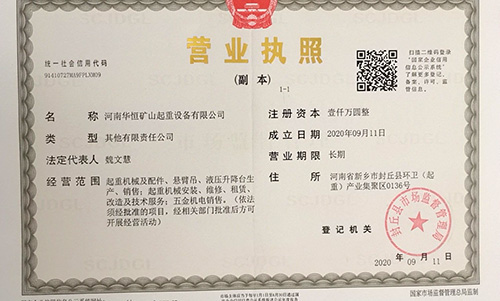 营业执照
(副 本)
1-1
统一社会信用代码
扫描二维码登录
"国家企业信用
信息公示系统"
了解更多登记、
备案、许可、监
管信息。
名 称 河南华恒矿山起重设备有限公司
类 型 其他有限责任公司
法定代表人 魏文慧
经营范围 起重机械及配件、悬臂吊、液压升降台生
产、销售;起重机械安装、维修、租赁、
改造及技术服务;五金机电销售。(依法
须经批准的项目,经相关部门批准后方可
开展经营活动)
注册资本 壹仟万圆整
成立日期 2020年09月11日
营业期限 长期
住 所 河南省新乡市封丘县环卫(起
重)产业集聚区0136号
登记机关
封丘县市场监督管理局
2020 年 09 月 11 日
国家市场监督管理总局监制